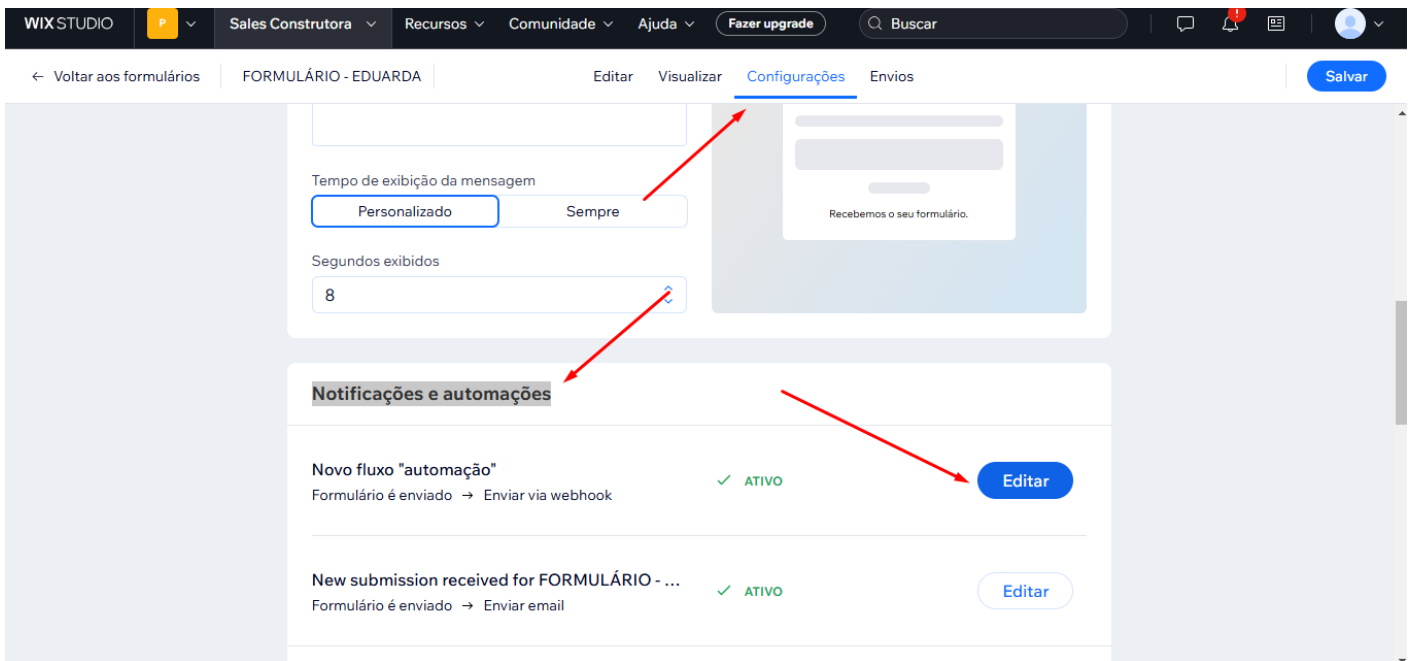 WIX STUDIO P Sales Construtora Recursos Comunidade Ajuda Fazer upgrade Buscar !
← Voltar aos formulários FORMULÁRIO - EDUARDA Editar Visualizar Configurações Envios Salvar
Tempo de exibição da mensagem
Personalizado Sempre
Recebemos o seu formulário.
Segundos exibidos
8
Notificações e automações
Novo fluxo "automação"
Formulário é enviado → Enviar via webhook
ATIVO
Editar
New submission received for FORMULÁRIO - ...
Formulário é enviado → Enviar email
ATIVO
Editar